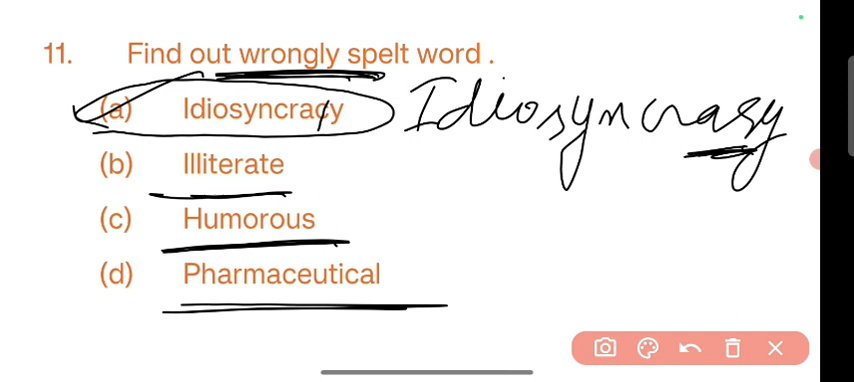 11. Find out wrongly spelt word .
(a) Idiosyncracy Idiosyncrasy
(b) Illiterate
(c) Humorous
(d) Pharmaceutical